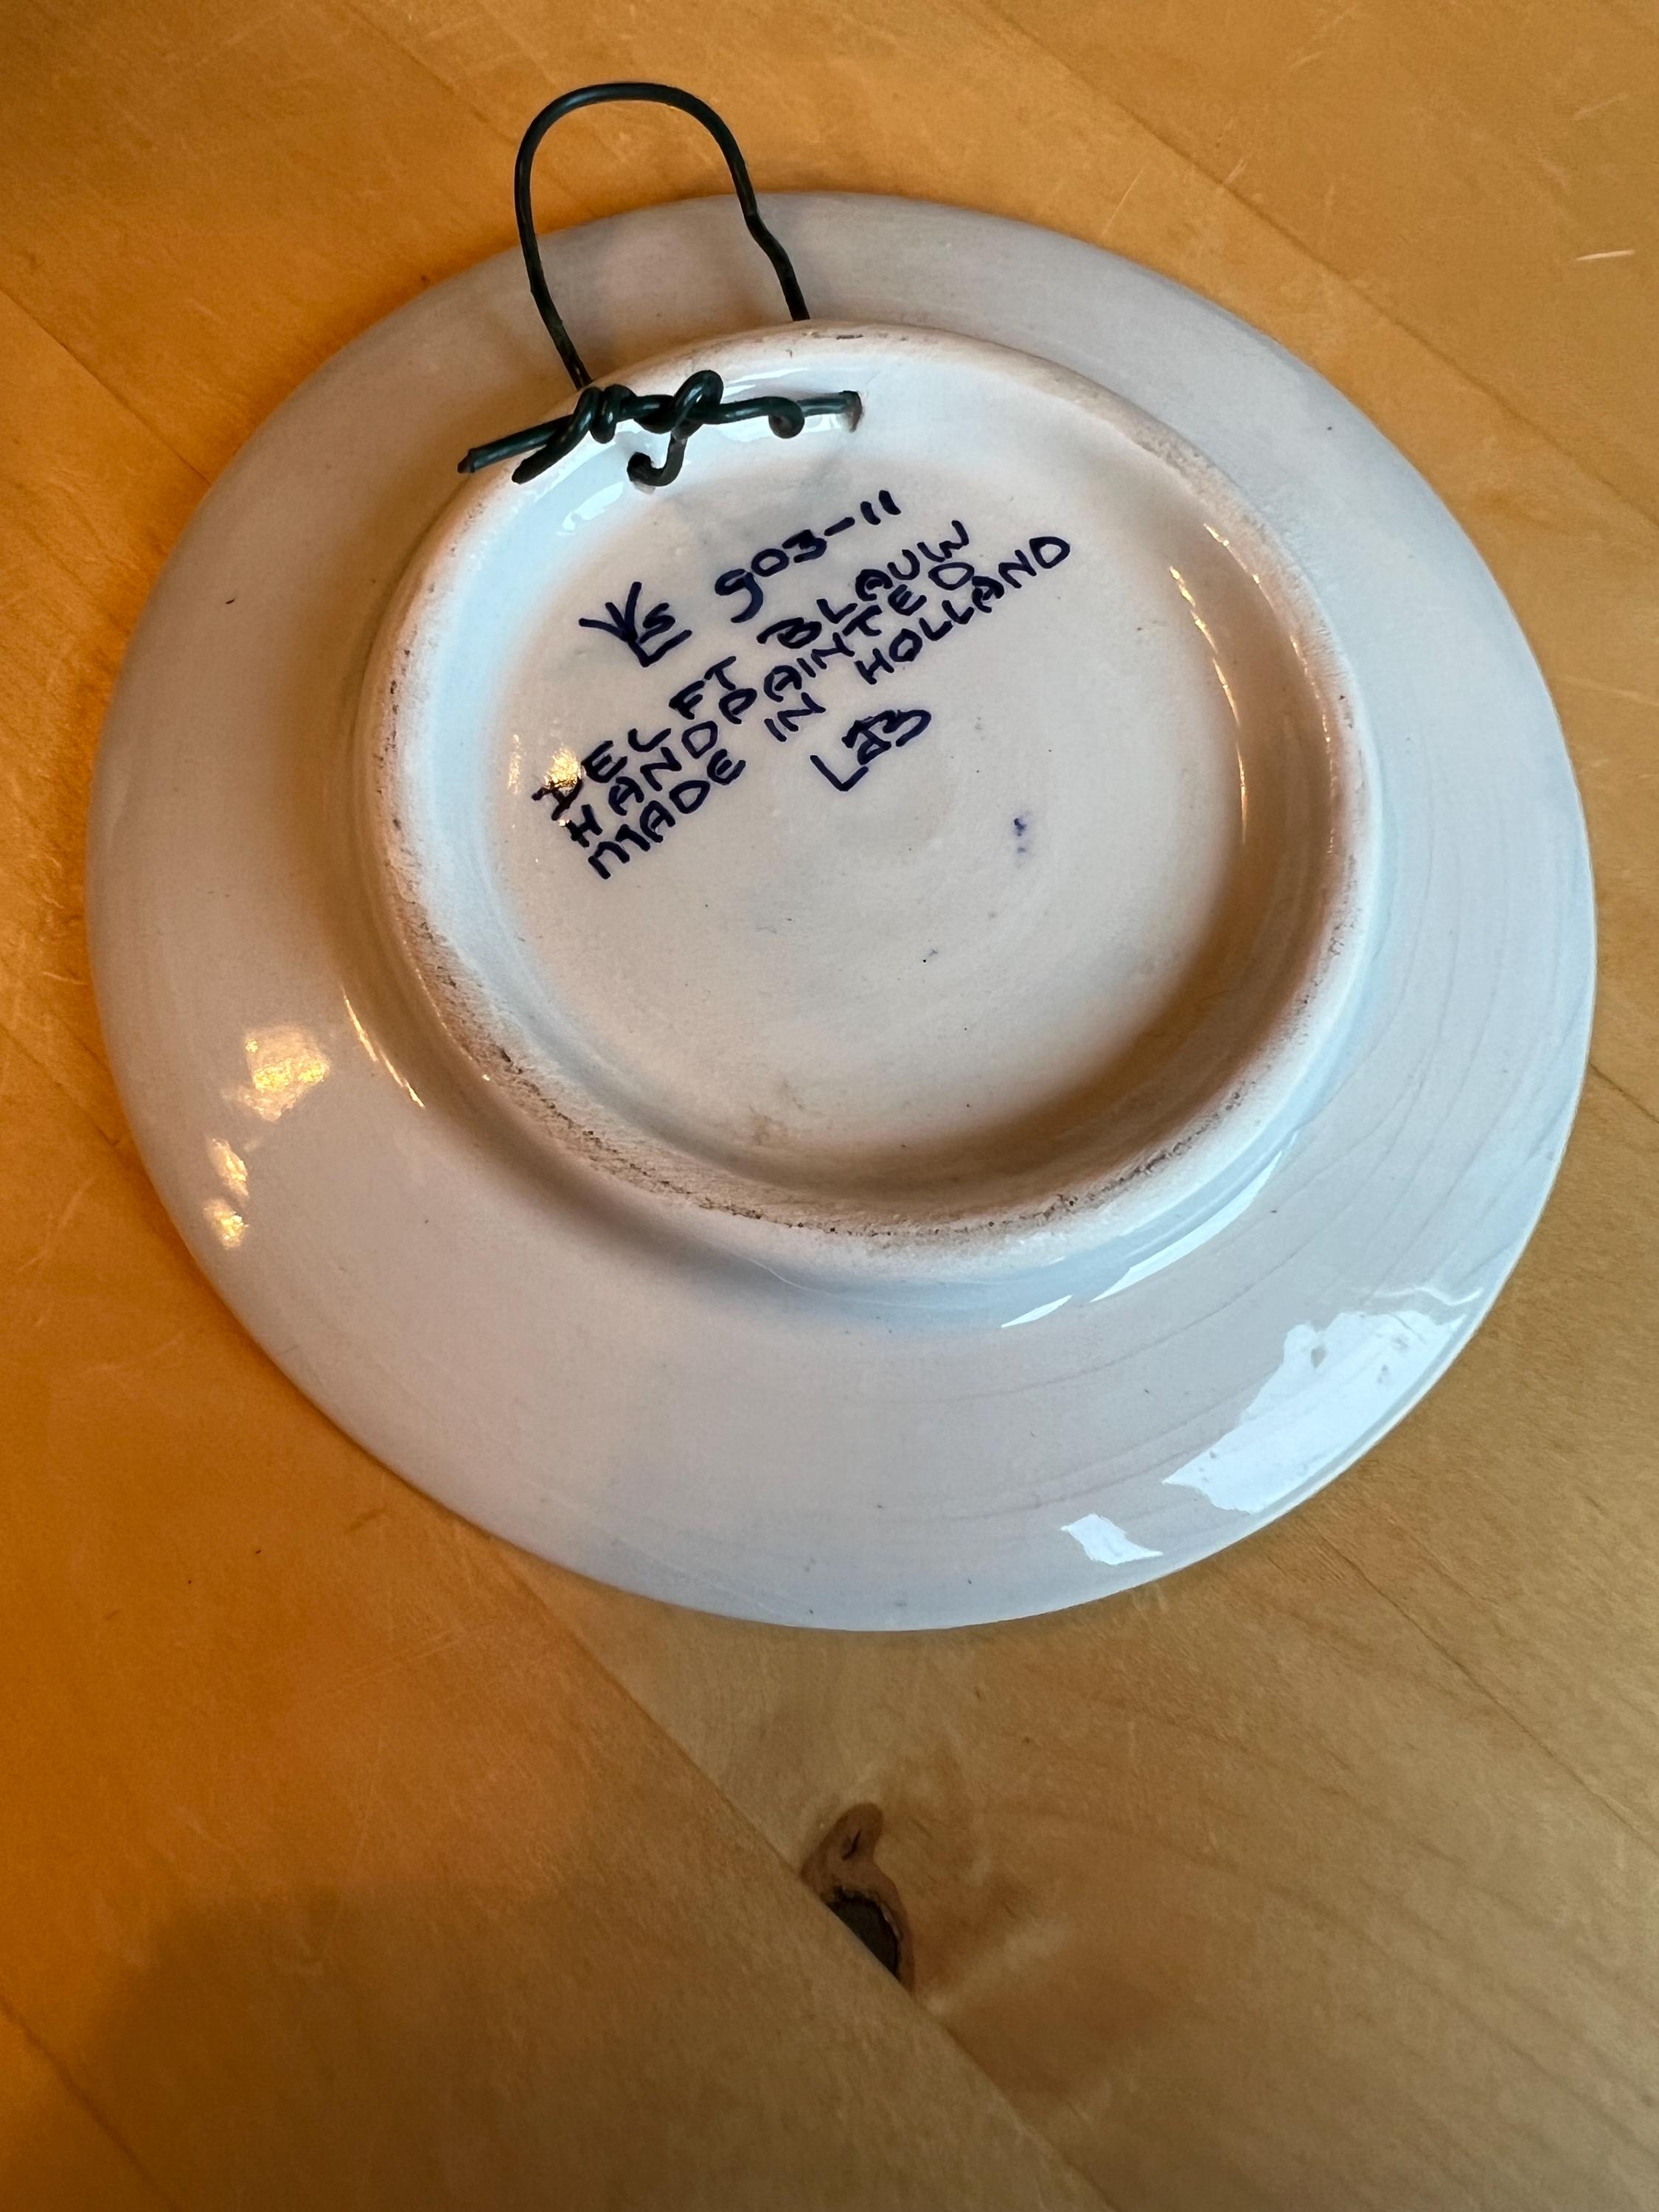 903-11
DELFT BLAUW
HANDPAINTED
MADE IN HOLLAND